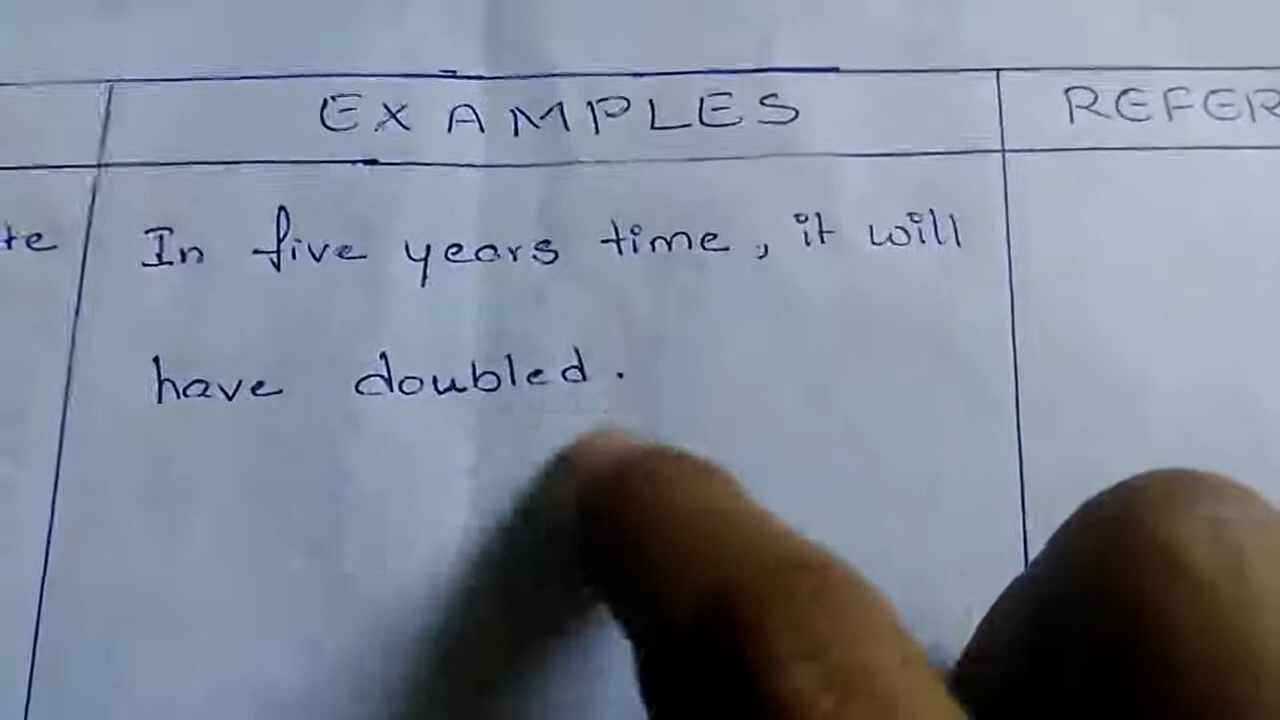 EXAMPLES
REFER
te
In five years time, it will
have doubled.